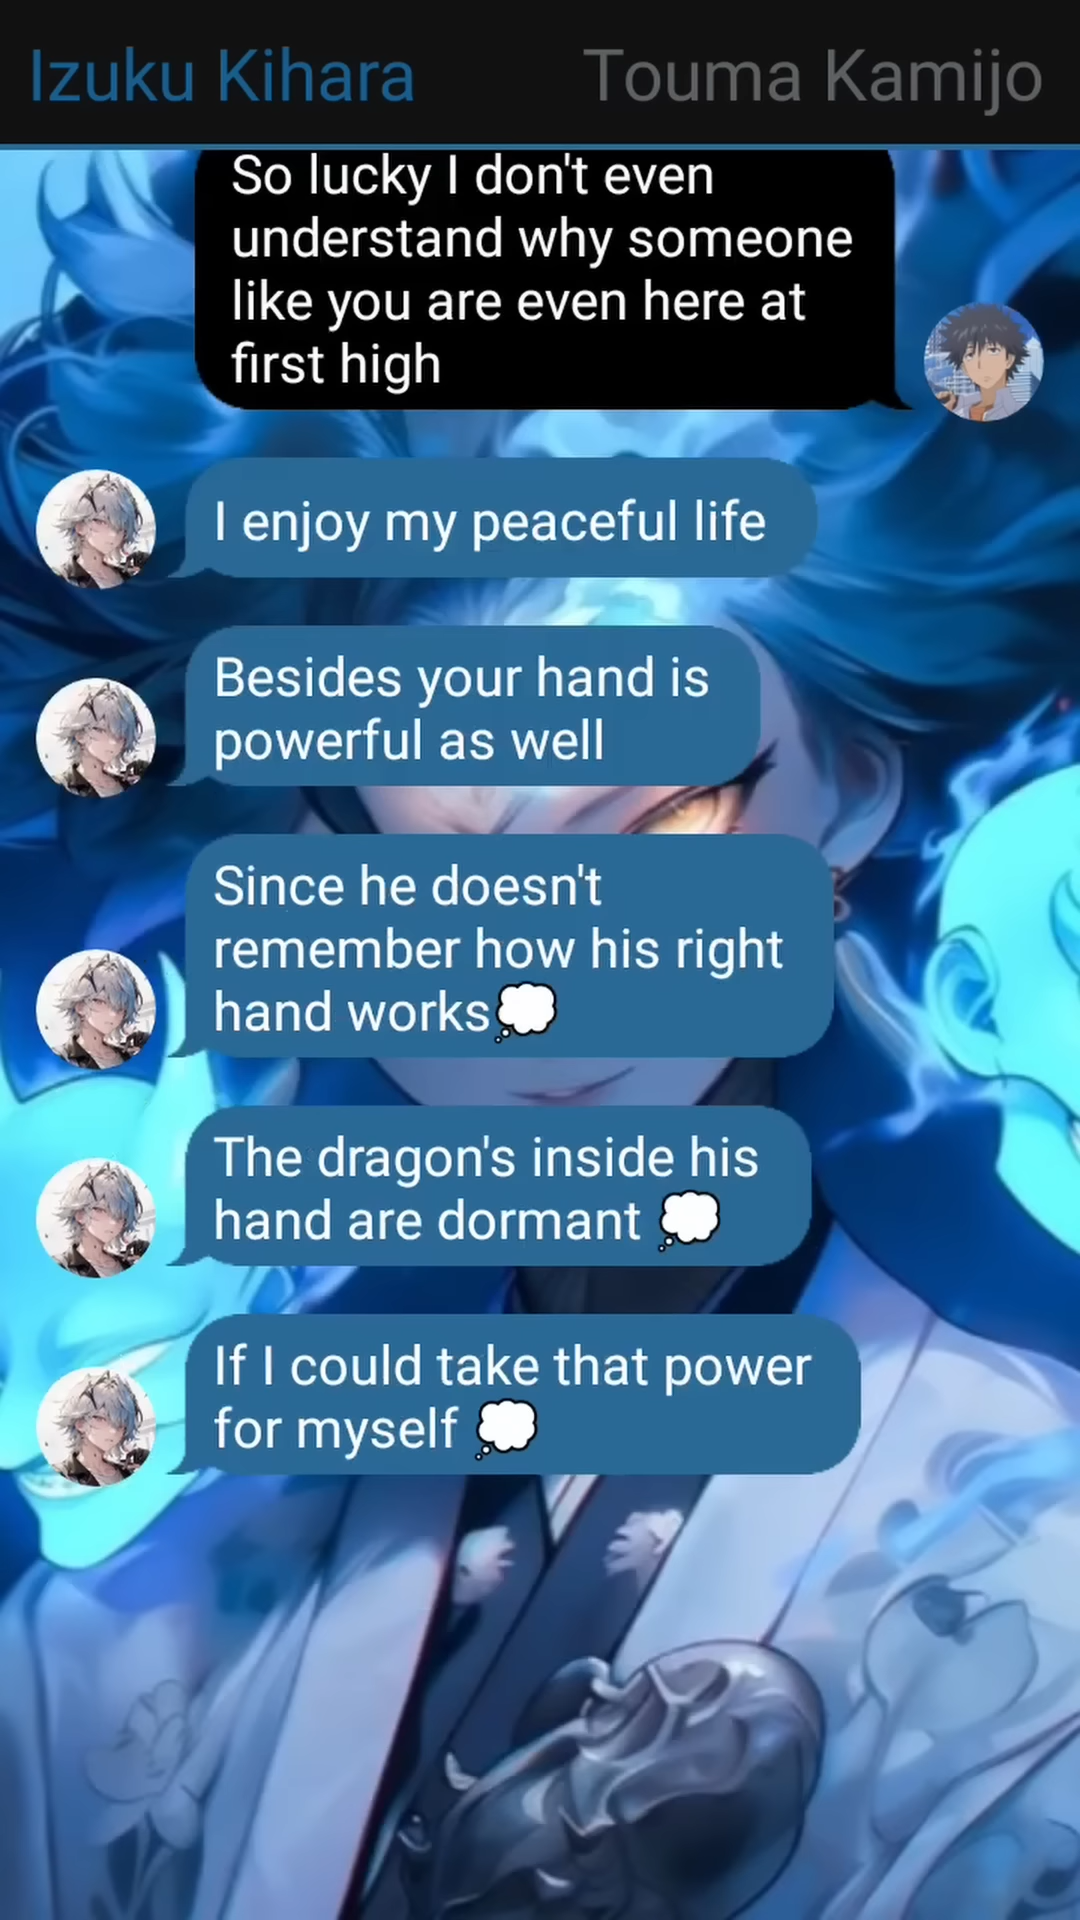 Izuku Kihara
Touma Kamijo
So lucky I don't even
understand why someone
like you are even here at
first high
I enjoy my peaceful life
Besides your hand is
powerful as well
Since he doesn't
remember how his right
hand works💭
The dragon's inside his
hand are dormant 💭
If I could take that power
for myself 💭